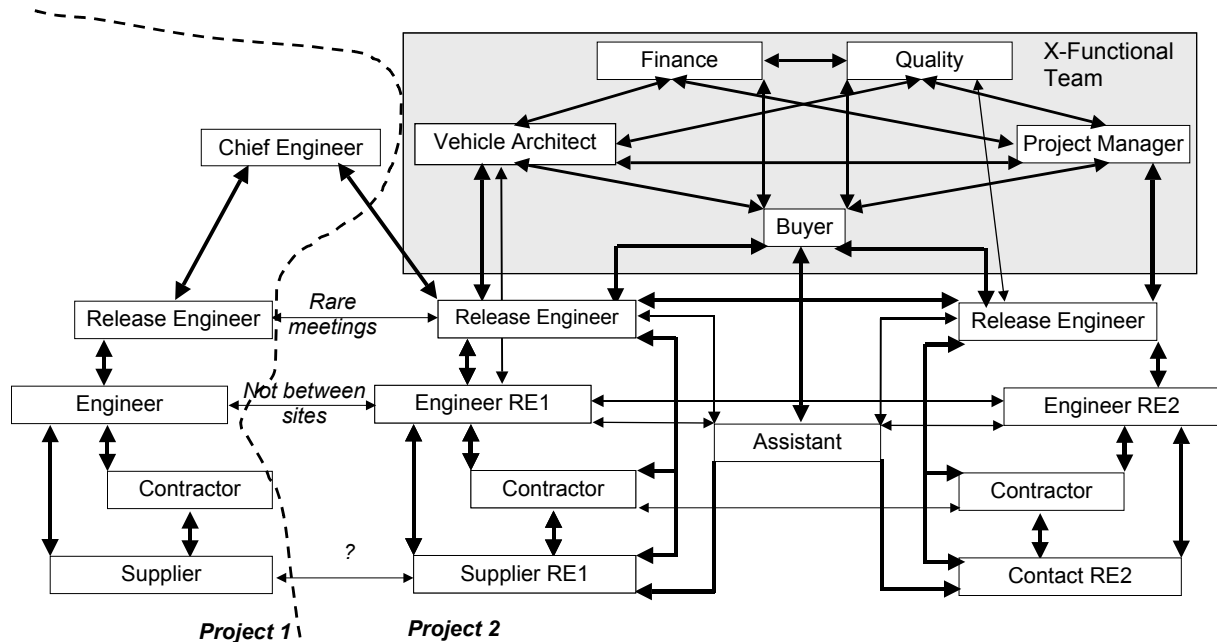 Finance
Quality
X-Functional
Team
Chief Engineer
Vehicle Architect
Project Manager
Buyer
Release Engineer
Rare
meetings
Release Engineer
Release Engineer
Engineer
Not between
sites
Engineer RE1
Engineer RE2
Assistant
Contractor
Contractor
Contractor
Supplier
?
Supplier RE1
Contact RE2
Project 1
Project 2